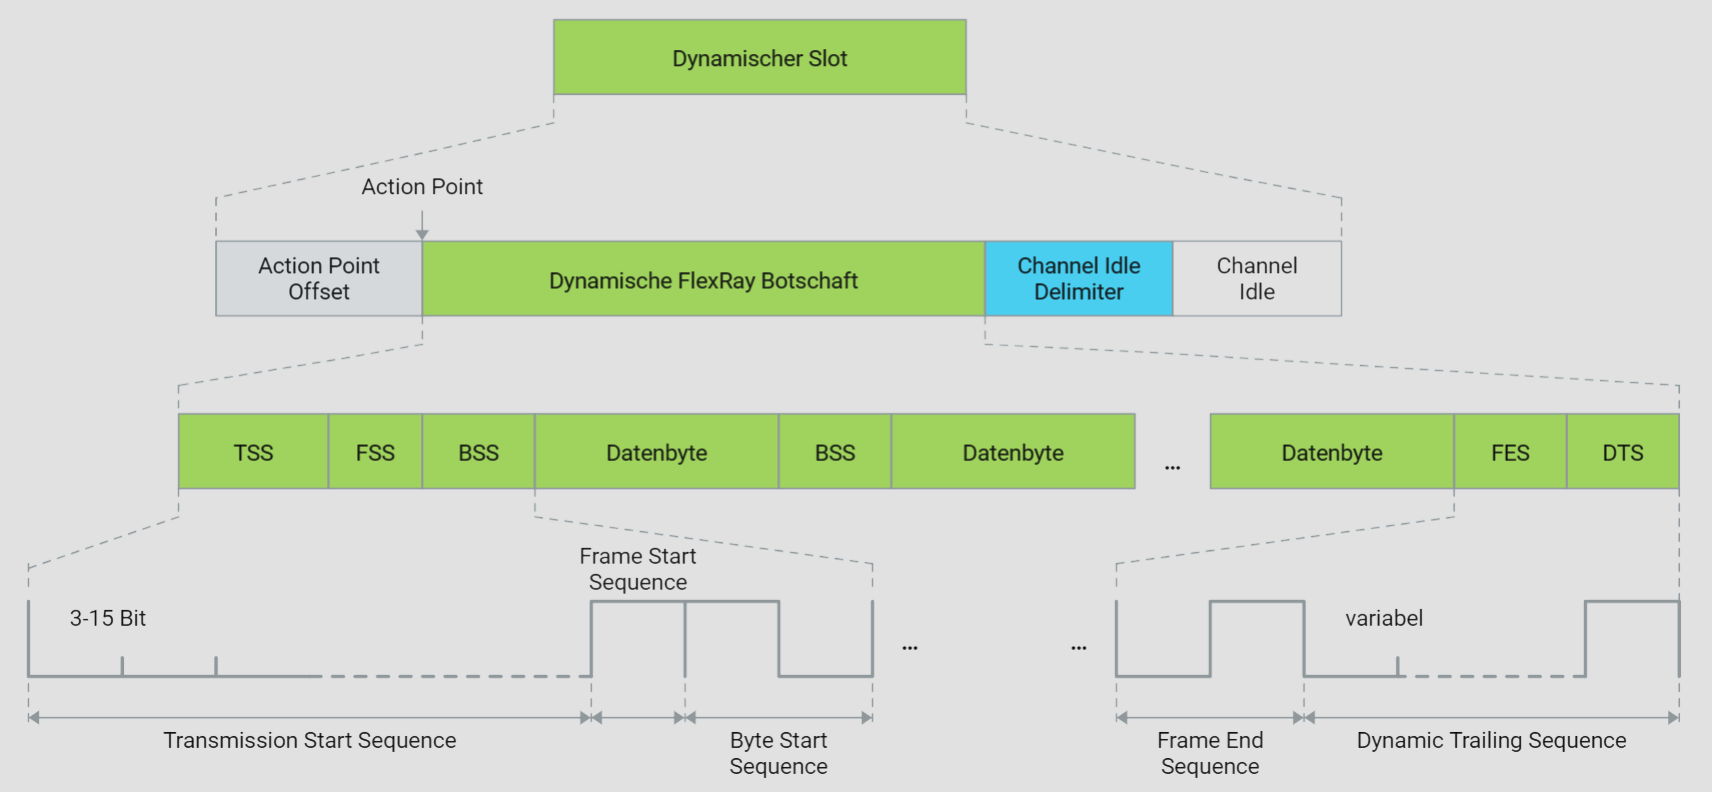 Dynamischer Slot
Action Point
Action Point
Offset
Dynamische FlexRay Botschaft
Channel Idle
Delimiter
Channel
Idle
TSS
FSS
BSS
Datenbyte
BSS
Datenbyte
...
Datenbyte
FES
DTS
Frame Start
Sequence
3-15 Bit
...
...
variabel
Transmission Start Sequence
Byte Start
Sequence
Frame End
Sequence
Dynamic Trailing Sequence